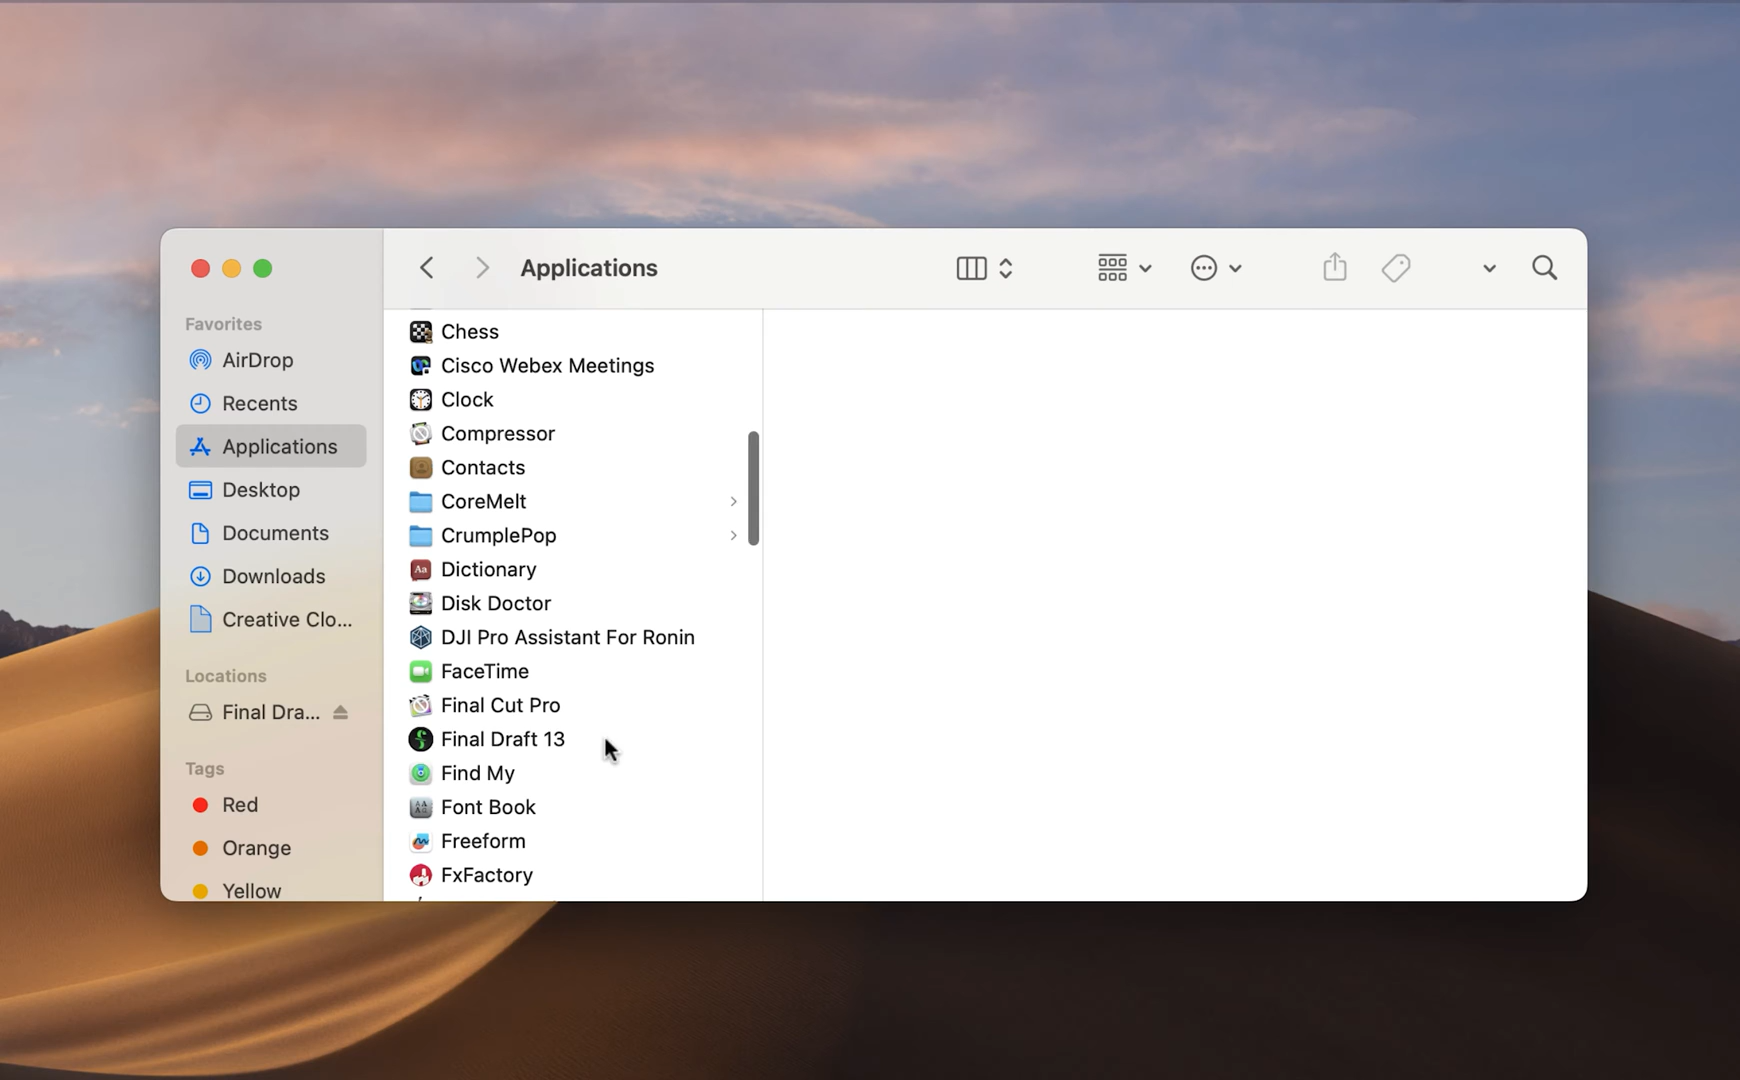 Applications
Favorites
AirDrop
Recents
Applications
Desktop
Documents
Downloads
Creative Clo...
Locations
Final Dra...
Tags
Red
Orange
Yellow
Chess
Cisco Webex Meetings
Clock
Compressor
Contacts
CoreMelt
CrumplePop
Dictionary
Disk Doctor
DJI Pro Assistant For Ronin
FaceTime
Final Cut Pro
Final Draft 13
Find My
Font Book
Freeform
FxFactory